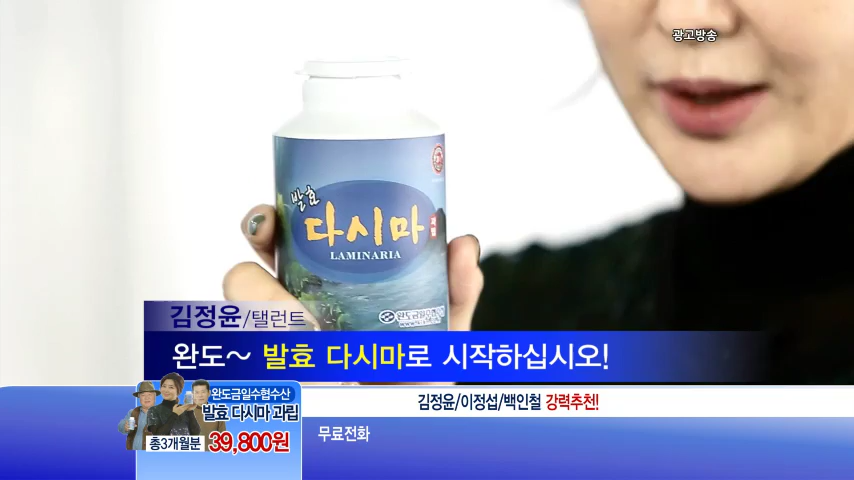 광고방송
발효
다시마
LAMINARIA
김정윤/탤런트
완도~ 발효 다시마로 시작하십시오!
완도금일수협수산
발효 다시마 과립
총3개월분 39,800원
김정윤/이정섭/백인철 강력추천!
무료전화